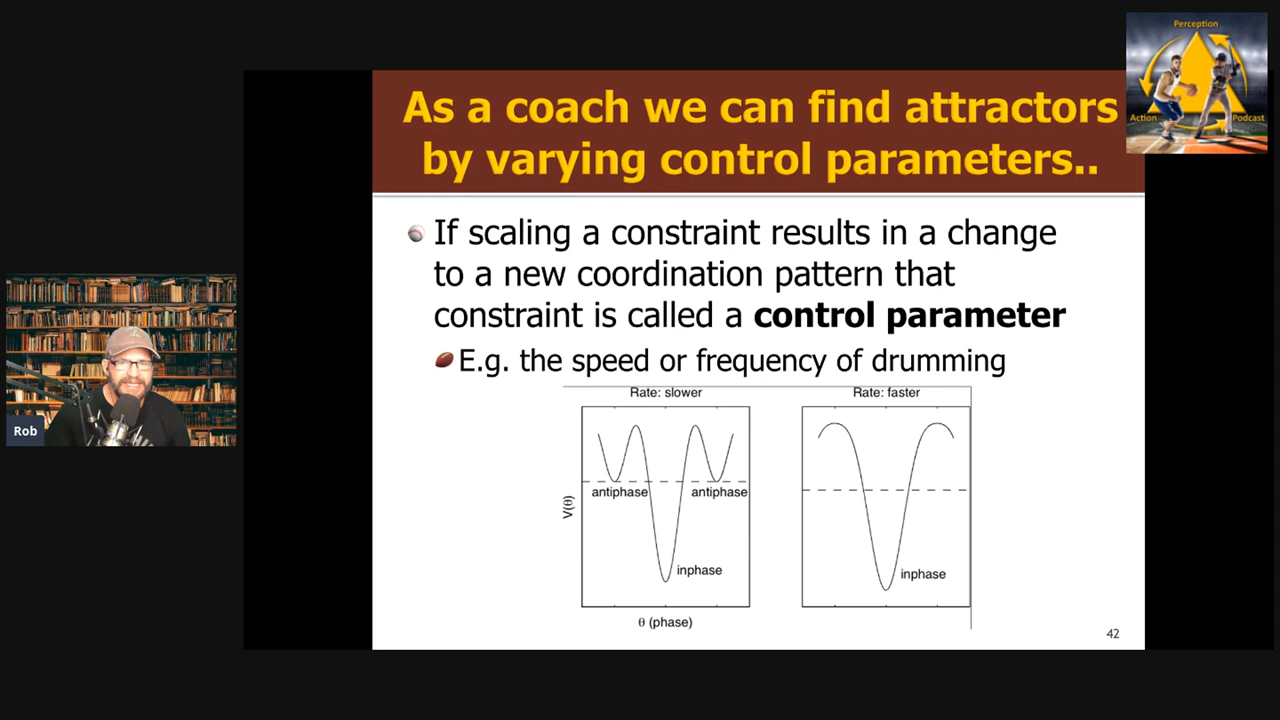 As a coach we can find attractors
by varying control parameters..
Perception
Action
Podcast
If scaling a constraint results in a change
to a new coordination pattern that
constraint is called a control parameter
E.g. the speed or frequency of drumming
Rate: slower
Rate: faster
antiphase
antiphase
V(θ)
inphase
inphase
θ (phase)
42
Rob